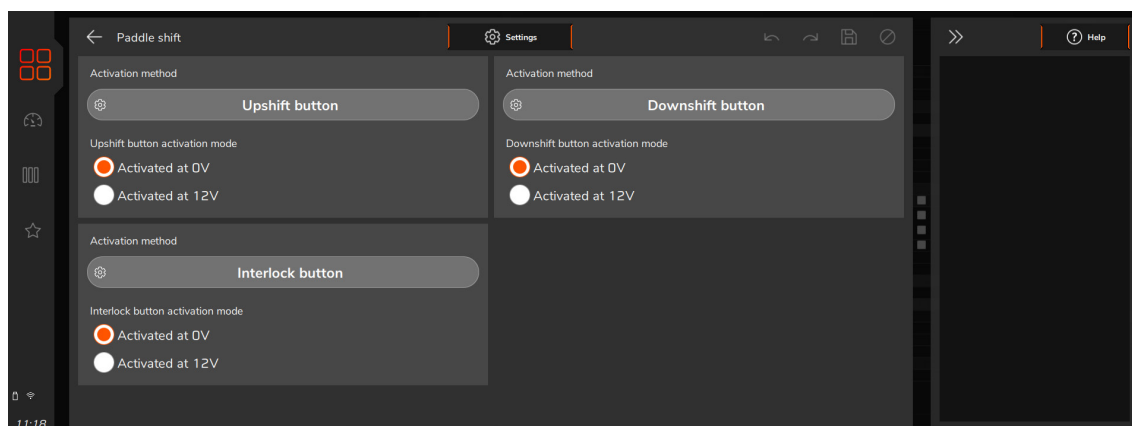 Paddle shift
Settings
Help
Activation method
Upshift button
Upshift button activation mode
Activated at 0V
Activated at 12V
Activation method
Downshift button
Downshift button activation mode
Activated at 0V
Activated at 12V
Activation method
Interlock button
Interlock button activation mode
Activated at 0V
Activated at 12V
11:18